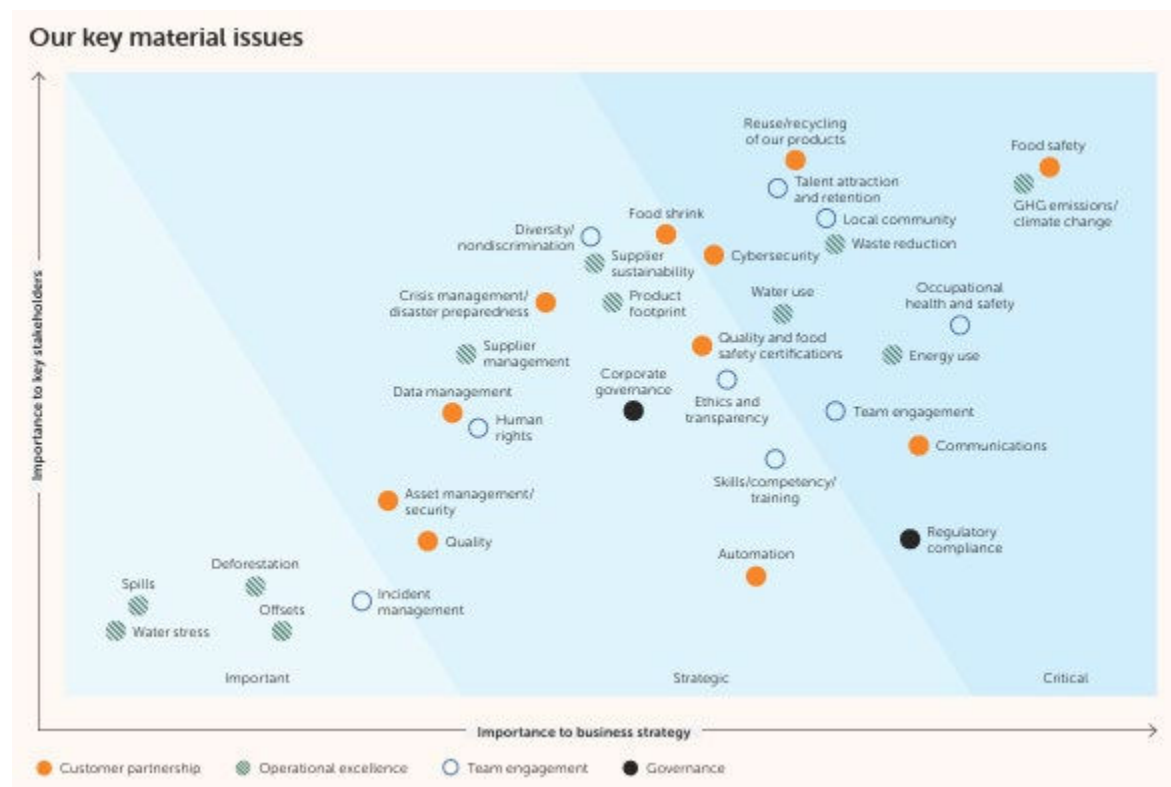 Our key material issues
Importance to key stakeholders
Reuse/recycling
of our products
Food safety
Talent attraction
and retention
GHG emissions/
climate change
Food shrink
Local community
Diversity/
nondiscrimination
Waste reduction
Supplier
sustainability
Cybersecurity
Crisis management/
disaster preparedness
Product
footprint
Water use
Occupational
health and safety
Supplier
management
Quality and food
safety certifications
Energy use
Corporate
governance
Data management
Ethics and
transparency
Human
rights
Team engagement
Communications
Skills/competency/
training
Asset management/
security
Quality
Regulatory
compliance
Automation
Deforestation
Spills
Offsets
Incident
management
Water stress
Important
Strategic
Critical
Importance to business strategy
Customer partnership
Operational excellence
Team engagement
Governance